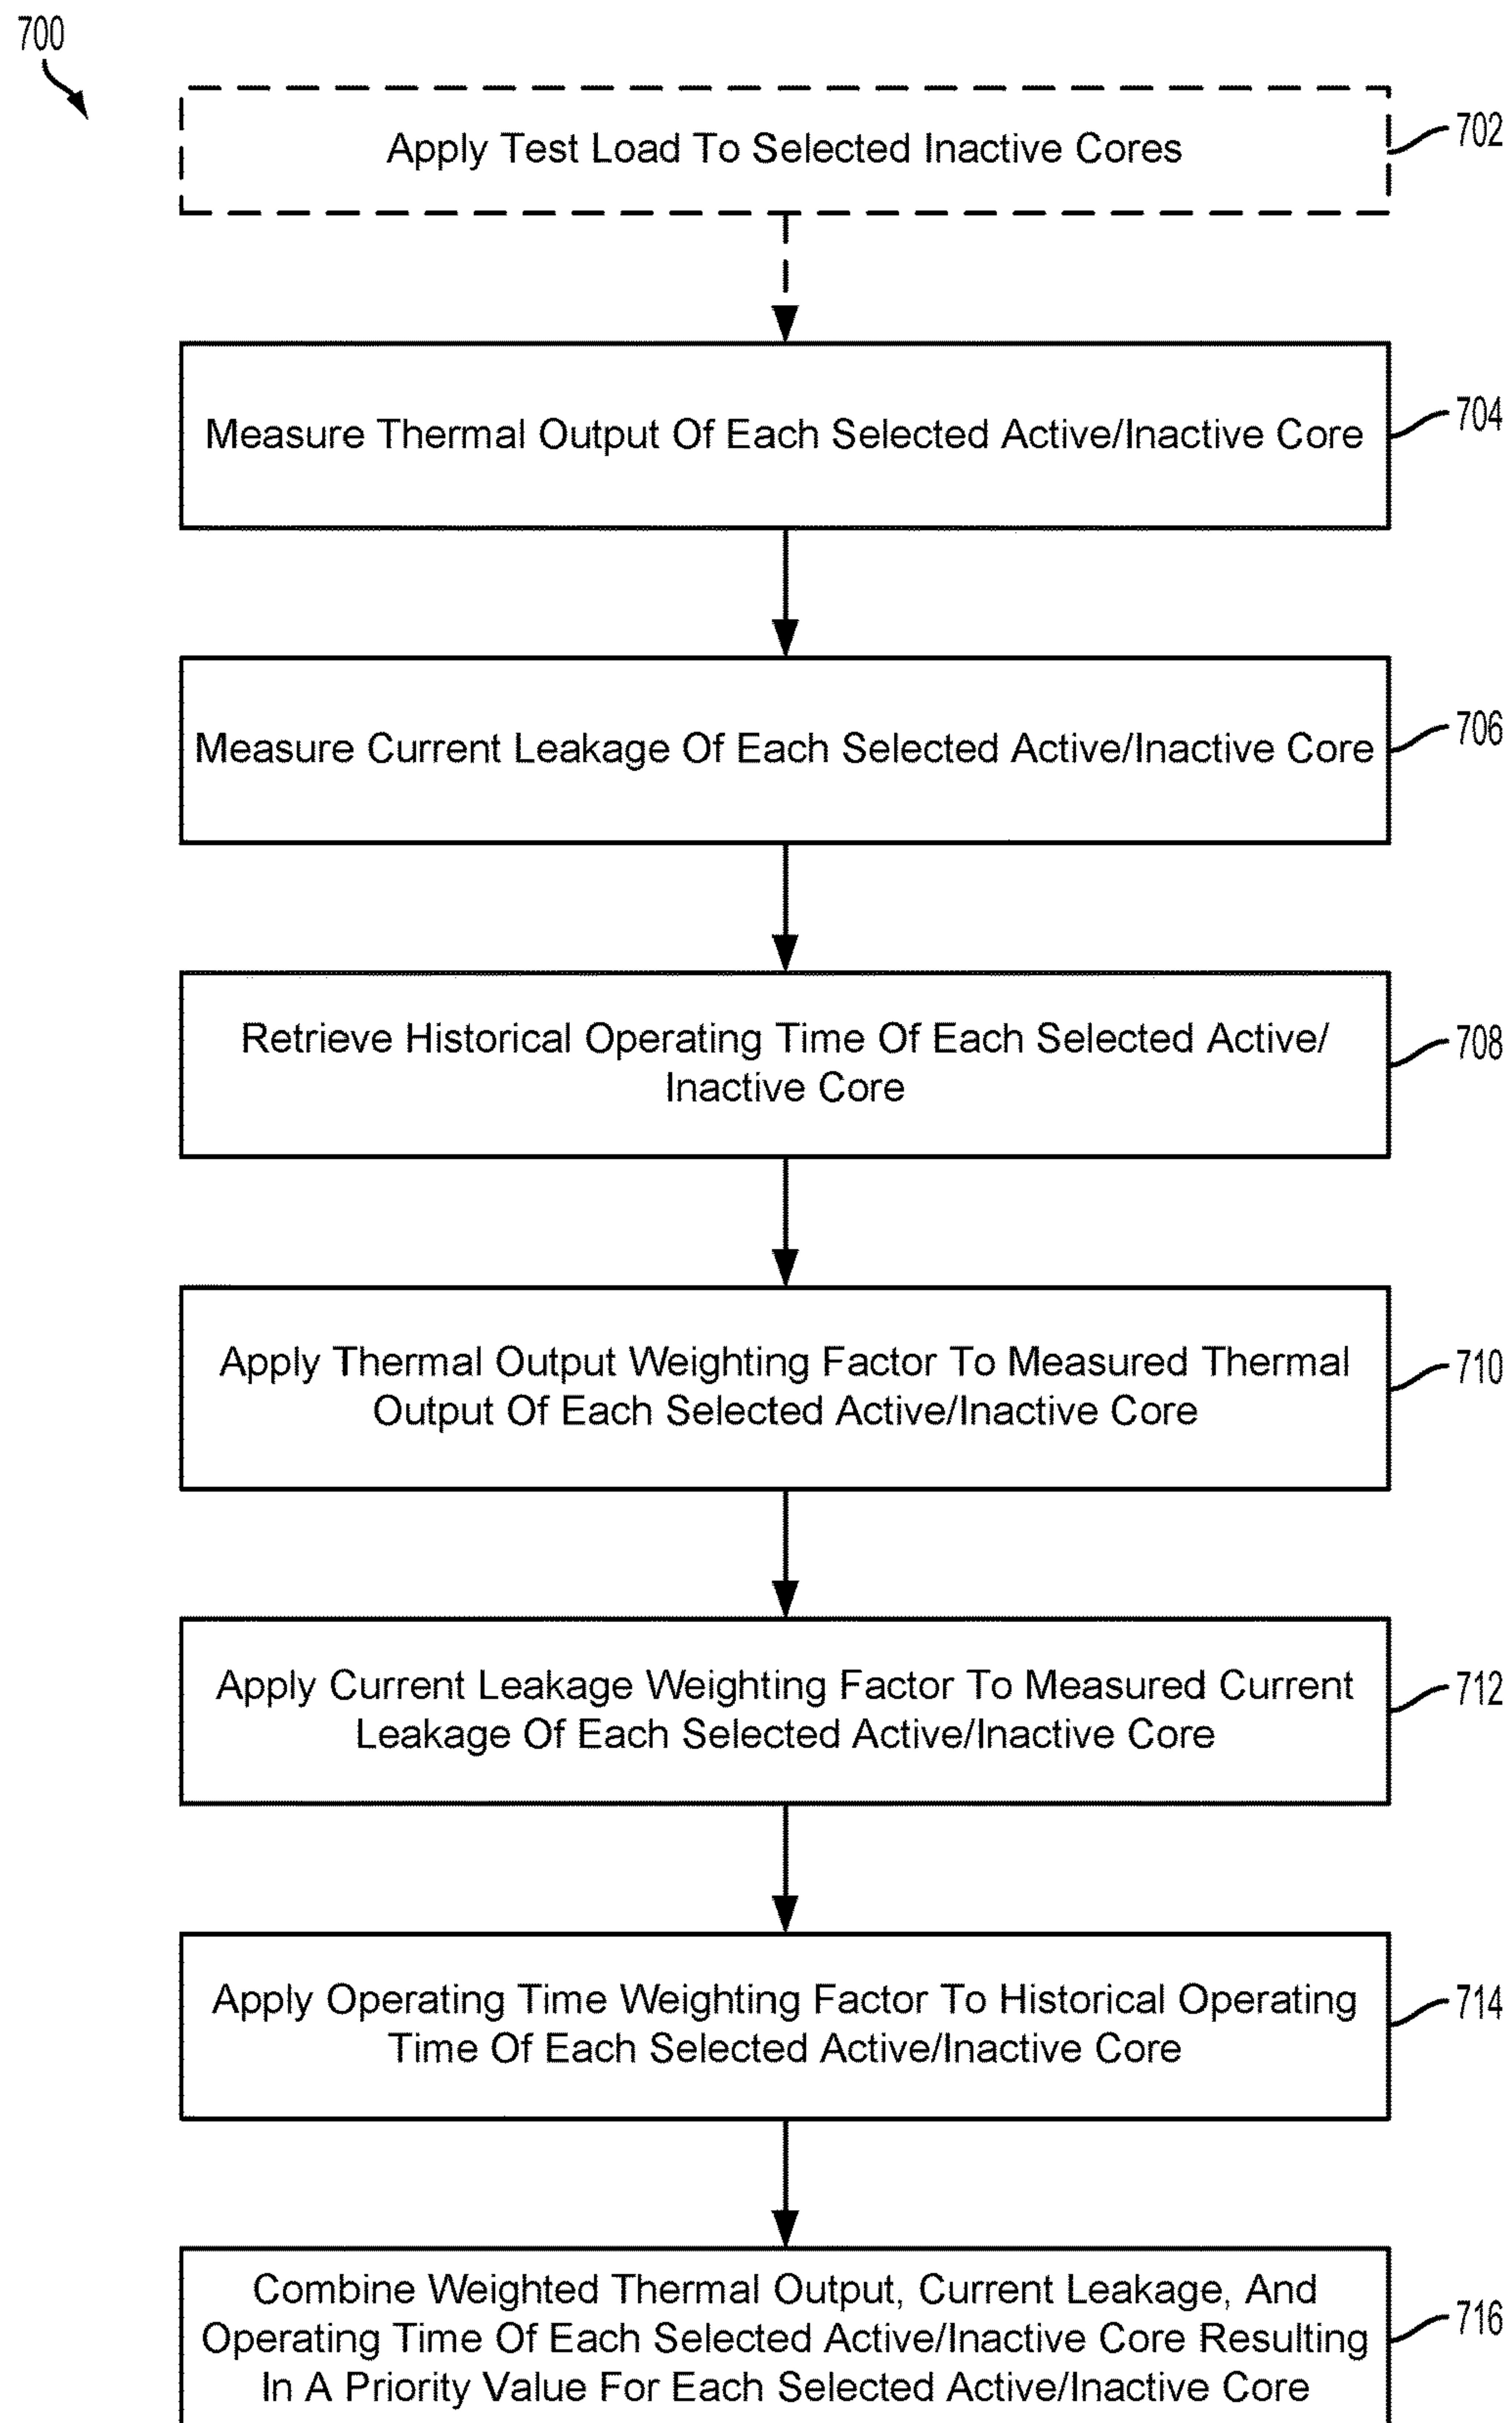 700
Apply Test Load To Selected Inactive Cores
702
Measure Thermal Output Of Each Selected Active/Inactive Core
704
Measure Current Leakage Of Each Selected Active/Inactive Core
706
Retrieve Historical Operating Time Of Each Selected Active/
Inactive Core
708
Apply Thermal Output Weighting Factor To Measured Thermal
Output Of Each Selected Active/Inactive Core
710
Apply Current Leakage Weighting Factor To Measured Current
Leakage Of Each Selected Active/Inactive Core
712
Apply Operating Time Weighting Factor To Historical Operating
Time Of Each Selected Active/Inactive Core
714
Combine Weighted Thermal Output, Current Leakage, And
Operating Time Of Each Selected Active/Inactive Core Resulting
In A Priority Value For Each Selected Active/Inactive Core
716